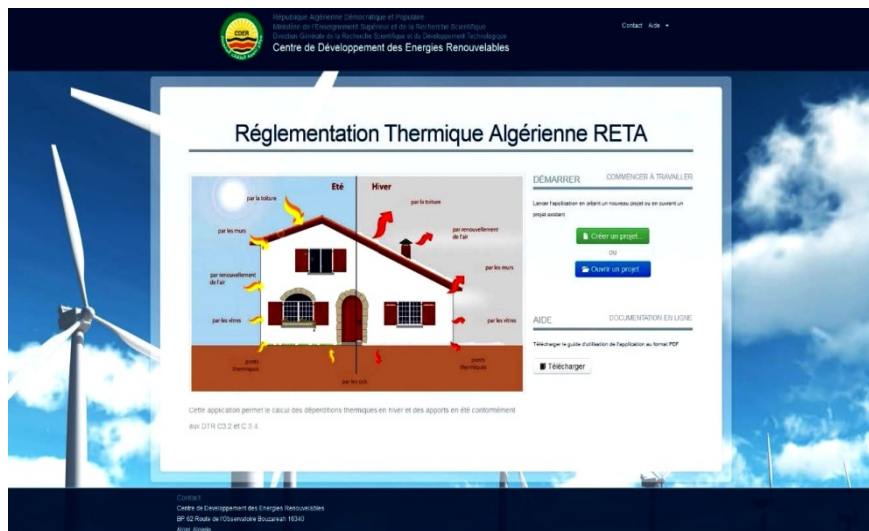 République Algérienne Démocratique et Populaire
Ministère de l'Enseignement Supérieur et de la Recherche Scientifique
Direction Générale de la Recherche Scientifique et du Développement Technologique
Centre de Développement des Energies Renouvelables
CDER
Contact Aide
Réglementation Thermique Algérienne RETA
Eté Hiver
par la toiture
par la toiture
par les murs
par renouvellement
de l'air
par renouvellement
de l'air
par les murs
par les vitres
par les vitres
ponts
thermiques
ponts
thermiques
par les sols
Cette application permet le calcul des déperditions thermiques en hiver et des apports en été conformément
aux DTR C3.2 et C 3.4
DÉMARRER COMMENCER À TRAVAILLER
Lancer l'application en créant un nouveau projet ou en ouvrant un
projet existant
Créer un projet...
ou
Ouvrir un projet...
AIDE DOCUMENTATION EN LIGNE
Télécharger le guide d'utilisation de l'application au format PDF
Télécharger
Contact
Centre de Développement des Energies Renouvelables
BP 62 Route de l'Observatoire Bouzareah 16340
Alger, Algérie